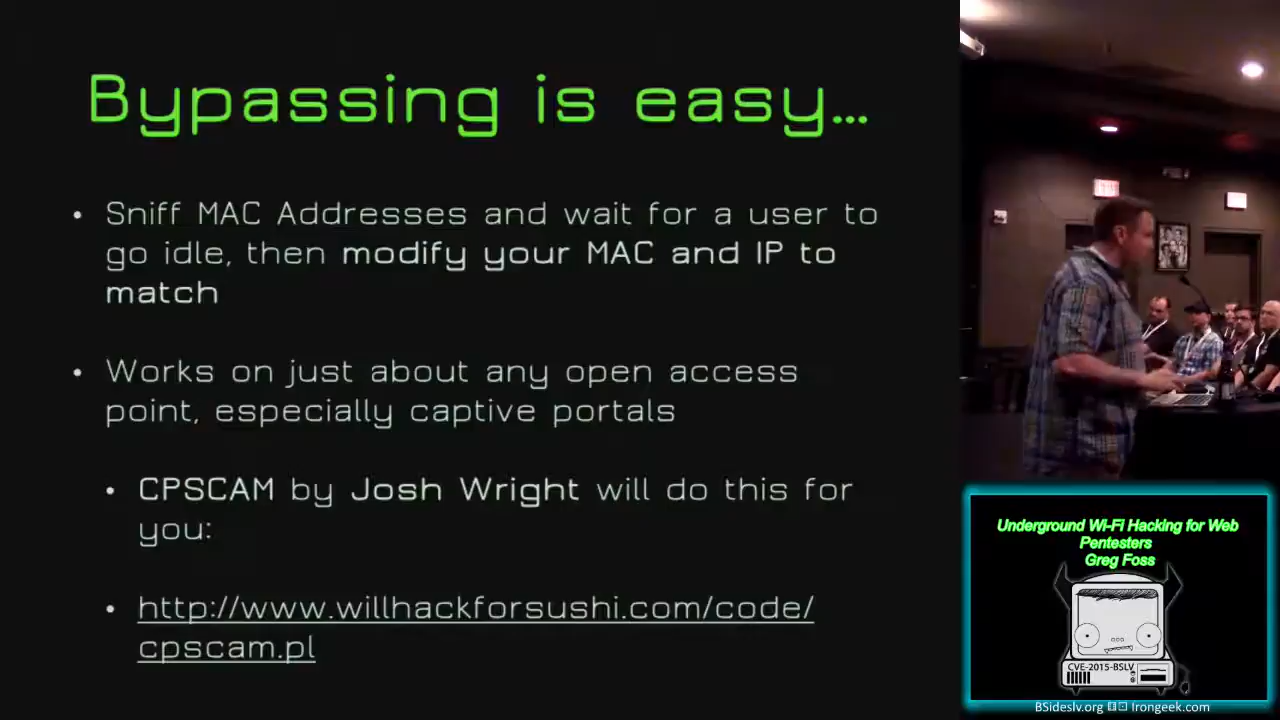 Bypassing is easy...
• Sniff MAC Addresses and wait for a user to
go idle, then modify your MAC and IP to
match
• Works on just about any open access
point, especially captive portals
• CPSCAM by Josh Wright will do this for
you:
• http://www.willhackforsushi.com/code/
cpscam.pl
Underground Wi-Fi Hacking for Web
Pentesters
Greg Foss
CVE-2015-BSLV
BSideslv.org Irongeek.com